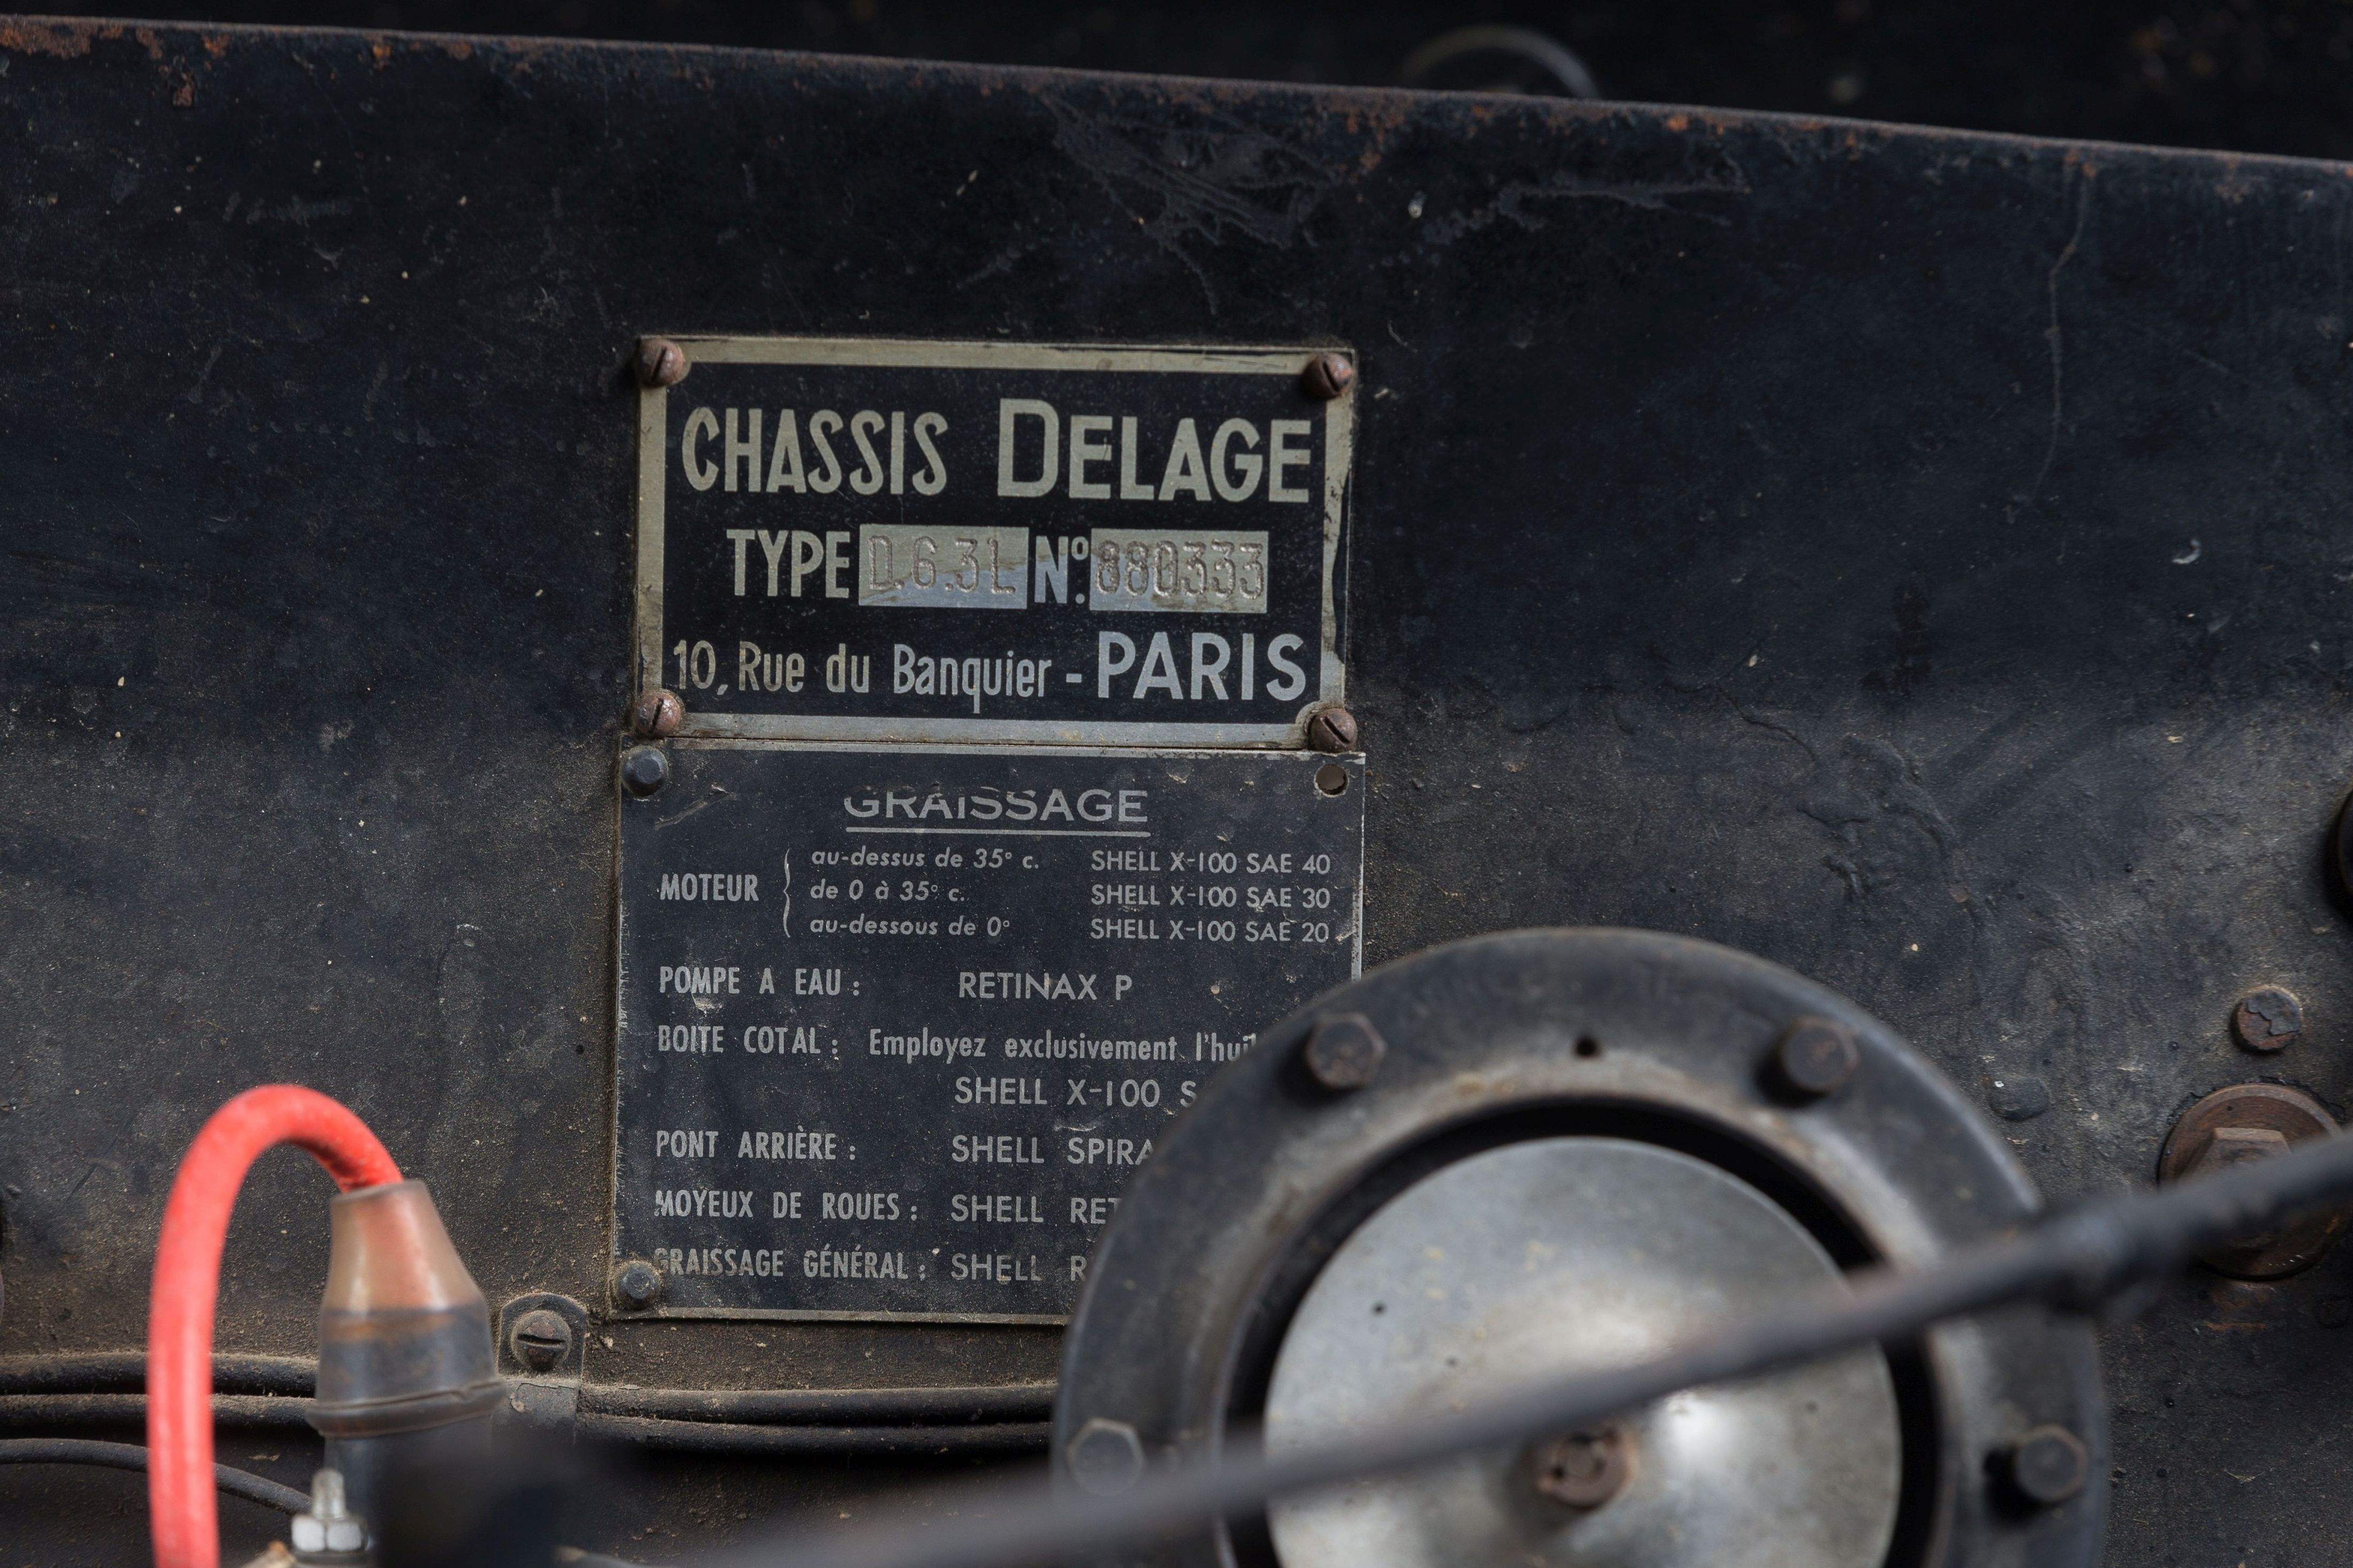 CHASSIS DELAGE
TYPE D.6.3L Nº. 880333
10, Rue du Banquier - PARIS
GRAISSAGE
MOTEUR
au-dessus de 35° c. SHELL X-100 SAE 40
de 0 à 35° c. SHELL X-100 SAE 30
au-dessous de 0° SHELL X-100 SAE 20
POMPE A EAU : RETINAX P
BOITE COTAL : Employez exclusivement
SHELL X-100
PONT ARRIÈRE : SHELL
MOYEUX DE ROUES : SHELL
GRAISSAGE GÉNÉRAL : SHELL